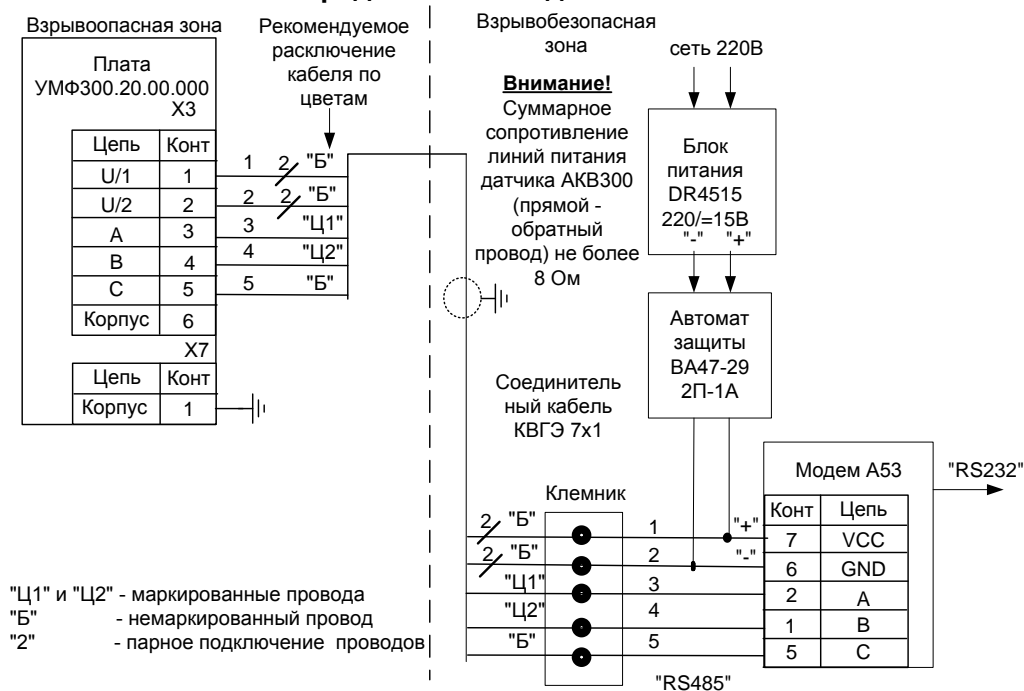 Взрывоопасная зона
Плата
УМФ300.20.00.000
X3
Цепь Конт
U/1 1
U/2 2
A 3
B 4
C 5
Корпус 6
X7
Цепь Конт
Корпус 1
Рекомендуемое
расключение
кабеля по
цветам
1 2 "Б"
2 2 "Б"
3 "Ц1"
4 "Ц2"
5 "Б"
Взрывобезопасная
зона
Внимание!
Суммарное
сопротивление
линий питания
датчика АКВ300
(прямой -
обратный
провод) не более
8 Ом
сеть 220В
Блок
питания
DR4515
220/=15В
"-" "+"
Автомат
защиты
ВА47-29
2П-1А
Соединитель
ный кабель
КВГЭ 7х1
Клемник
2 "Б" 1 "+"
2 "Б" 2 "-"
"Ц1" 3
"Ц2" 4
"Б" 5
"RS485"
Модем А53
Конт Цепь
7 VCC
6 GND
2 A
1 B
5 C
"RS232"
"Ц1" и "Ц2" - маркированные провода
"Б" - немаркированный провод
"2" - парное подключение проводов